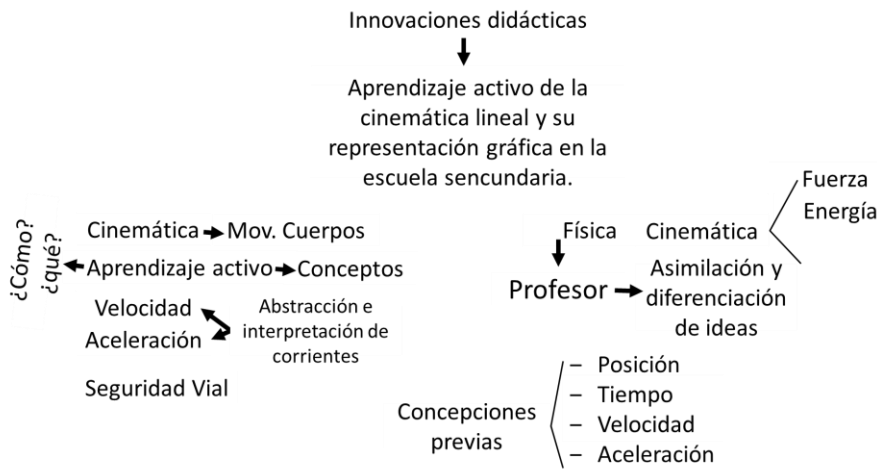 Innovaciones didácticas
Aprendizaje activo de la
cinemática lineal y su
representación gráfica en la
escuela sencundaria.
¿Cómo?
¿qué?
Cinemática Mov. Cuerpos
Aprendizaje activo Conceptos
Velocidad
Aceleración
Abstracción e
interpretación de
corrientes
Seguridad Vial
Física
Profesor
Cinemática
Fuerza
Energía
Asimilación y
diferenciación
de ideas
Concepciones
previas
– Posición
– Tiempo
– Velocidad
– Aceleración